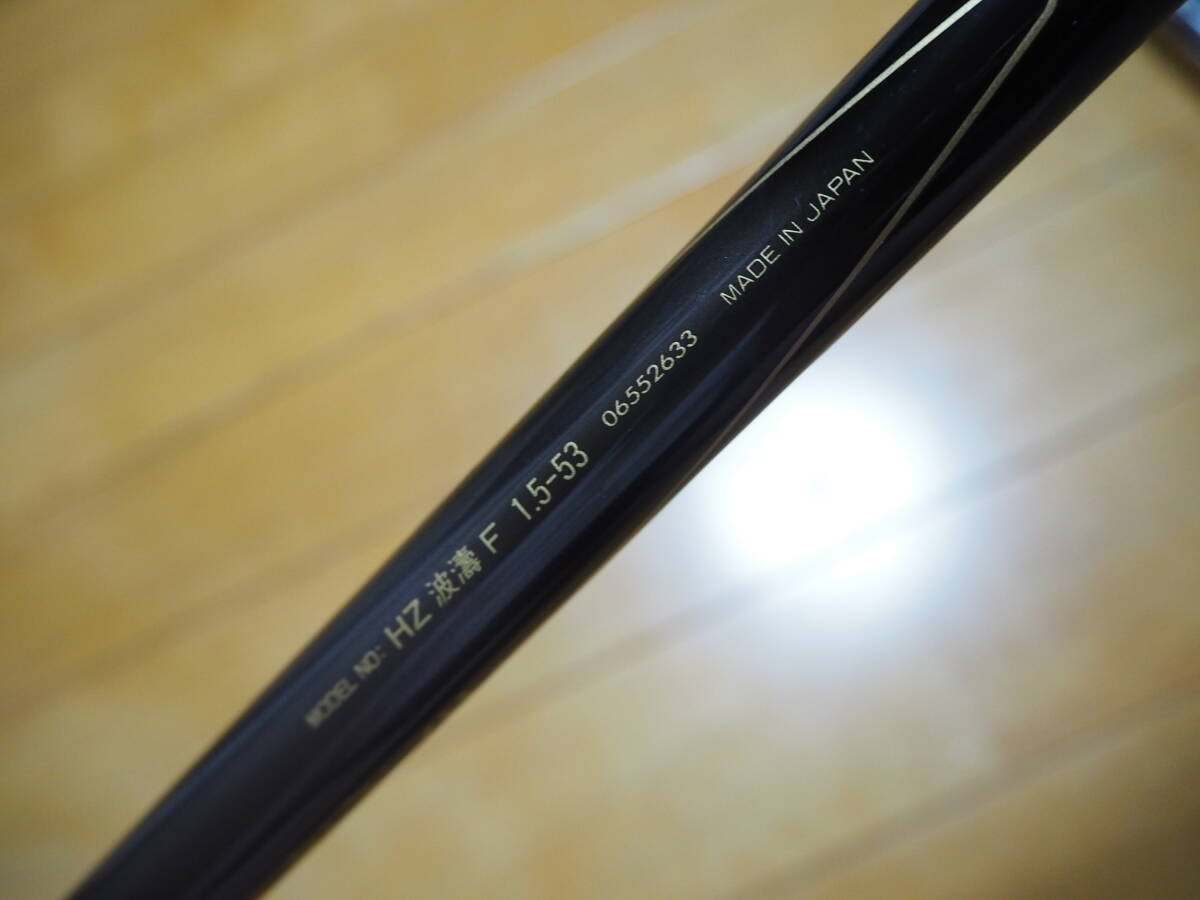 MODEL NO: HZ 波濤 F 1.5-53 06552633 MADE IN JAPAN